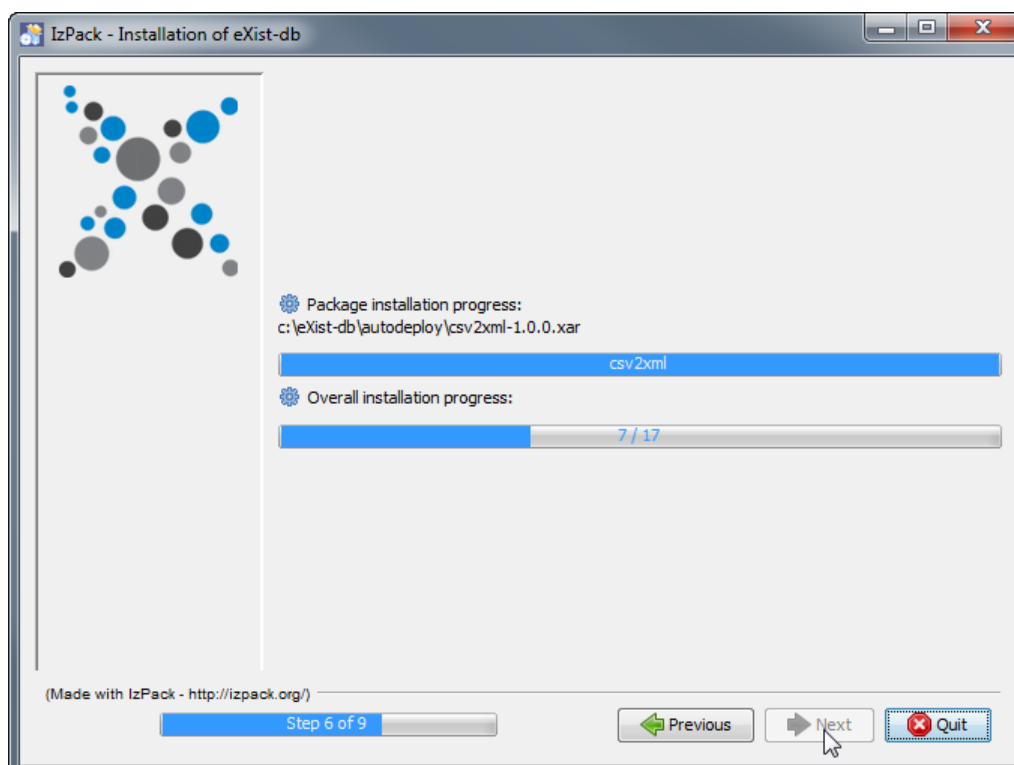 IzPack - Installation of eXist-db
Package installation progress:
c:\eXist-db\autodeploy\csv2xml-1.0.0.xar
csv2xml
Overall installation progress:
7 / 17
(Made with IzPack - http://izpack.org/)
Step 6 of 9
Previous
Next
Quit